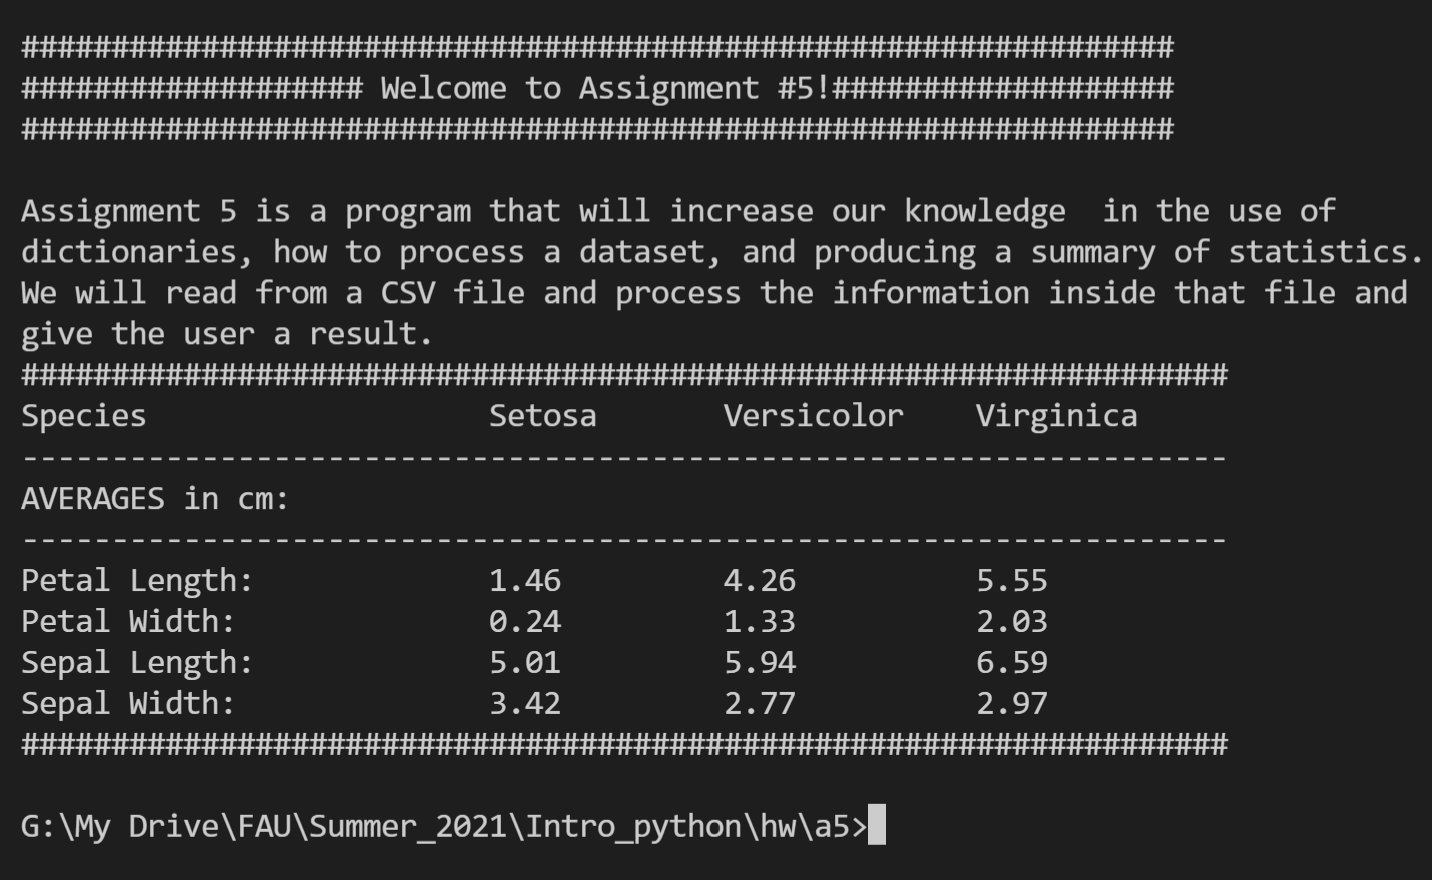 ################################################################
################### Welcome to Assignment #5!###################
################################################################
Assignment 5 is a program that will increase our knowledge  in the use of
dictionaries, how to process a dataset, and producing a summary of statistics.
We will read from a CSV file and process the information inside that file and
give the user a result.
###################################################################
Species                   Setosa       Versicolor    Virginica
-------------------------------------------------------------------
AVERAGES in cm:
-------------------------------------------------------------------
Petal Length:             1.46         4.26          5.55
Petal Width:              0.24         1.33          2.03
Sepal Length:             5.01         5.94          6.59
Sepal Width:              3.42         2.77          2.97
###################################################################
G:\My Drive\FAU\Summer_2021\Intro_python\hw\a5>